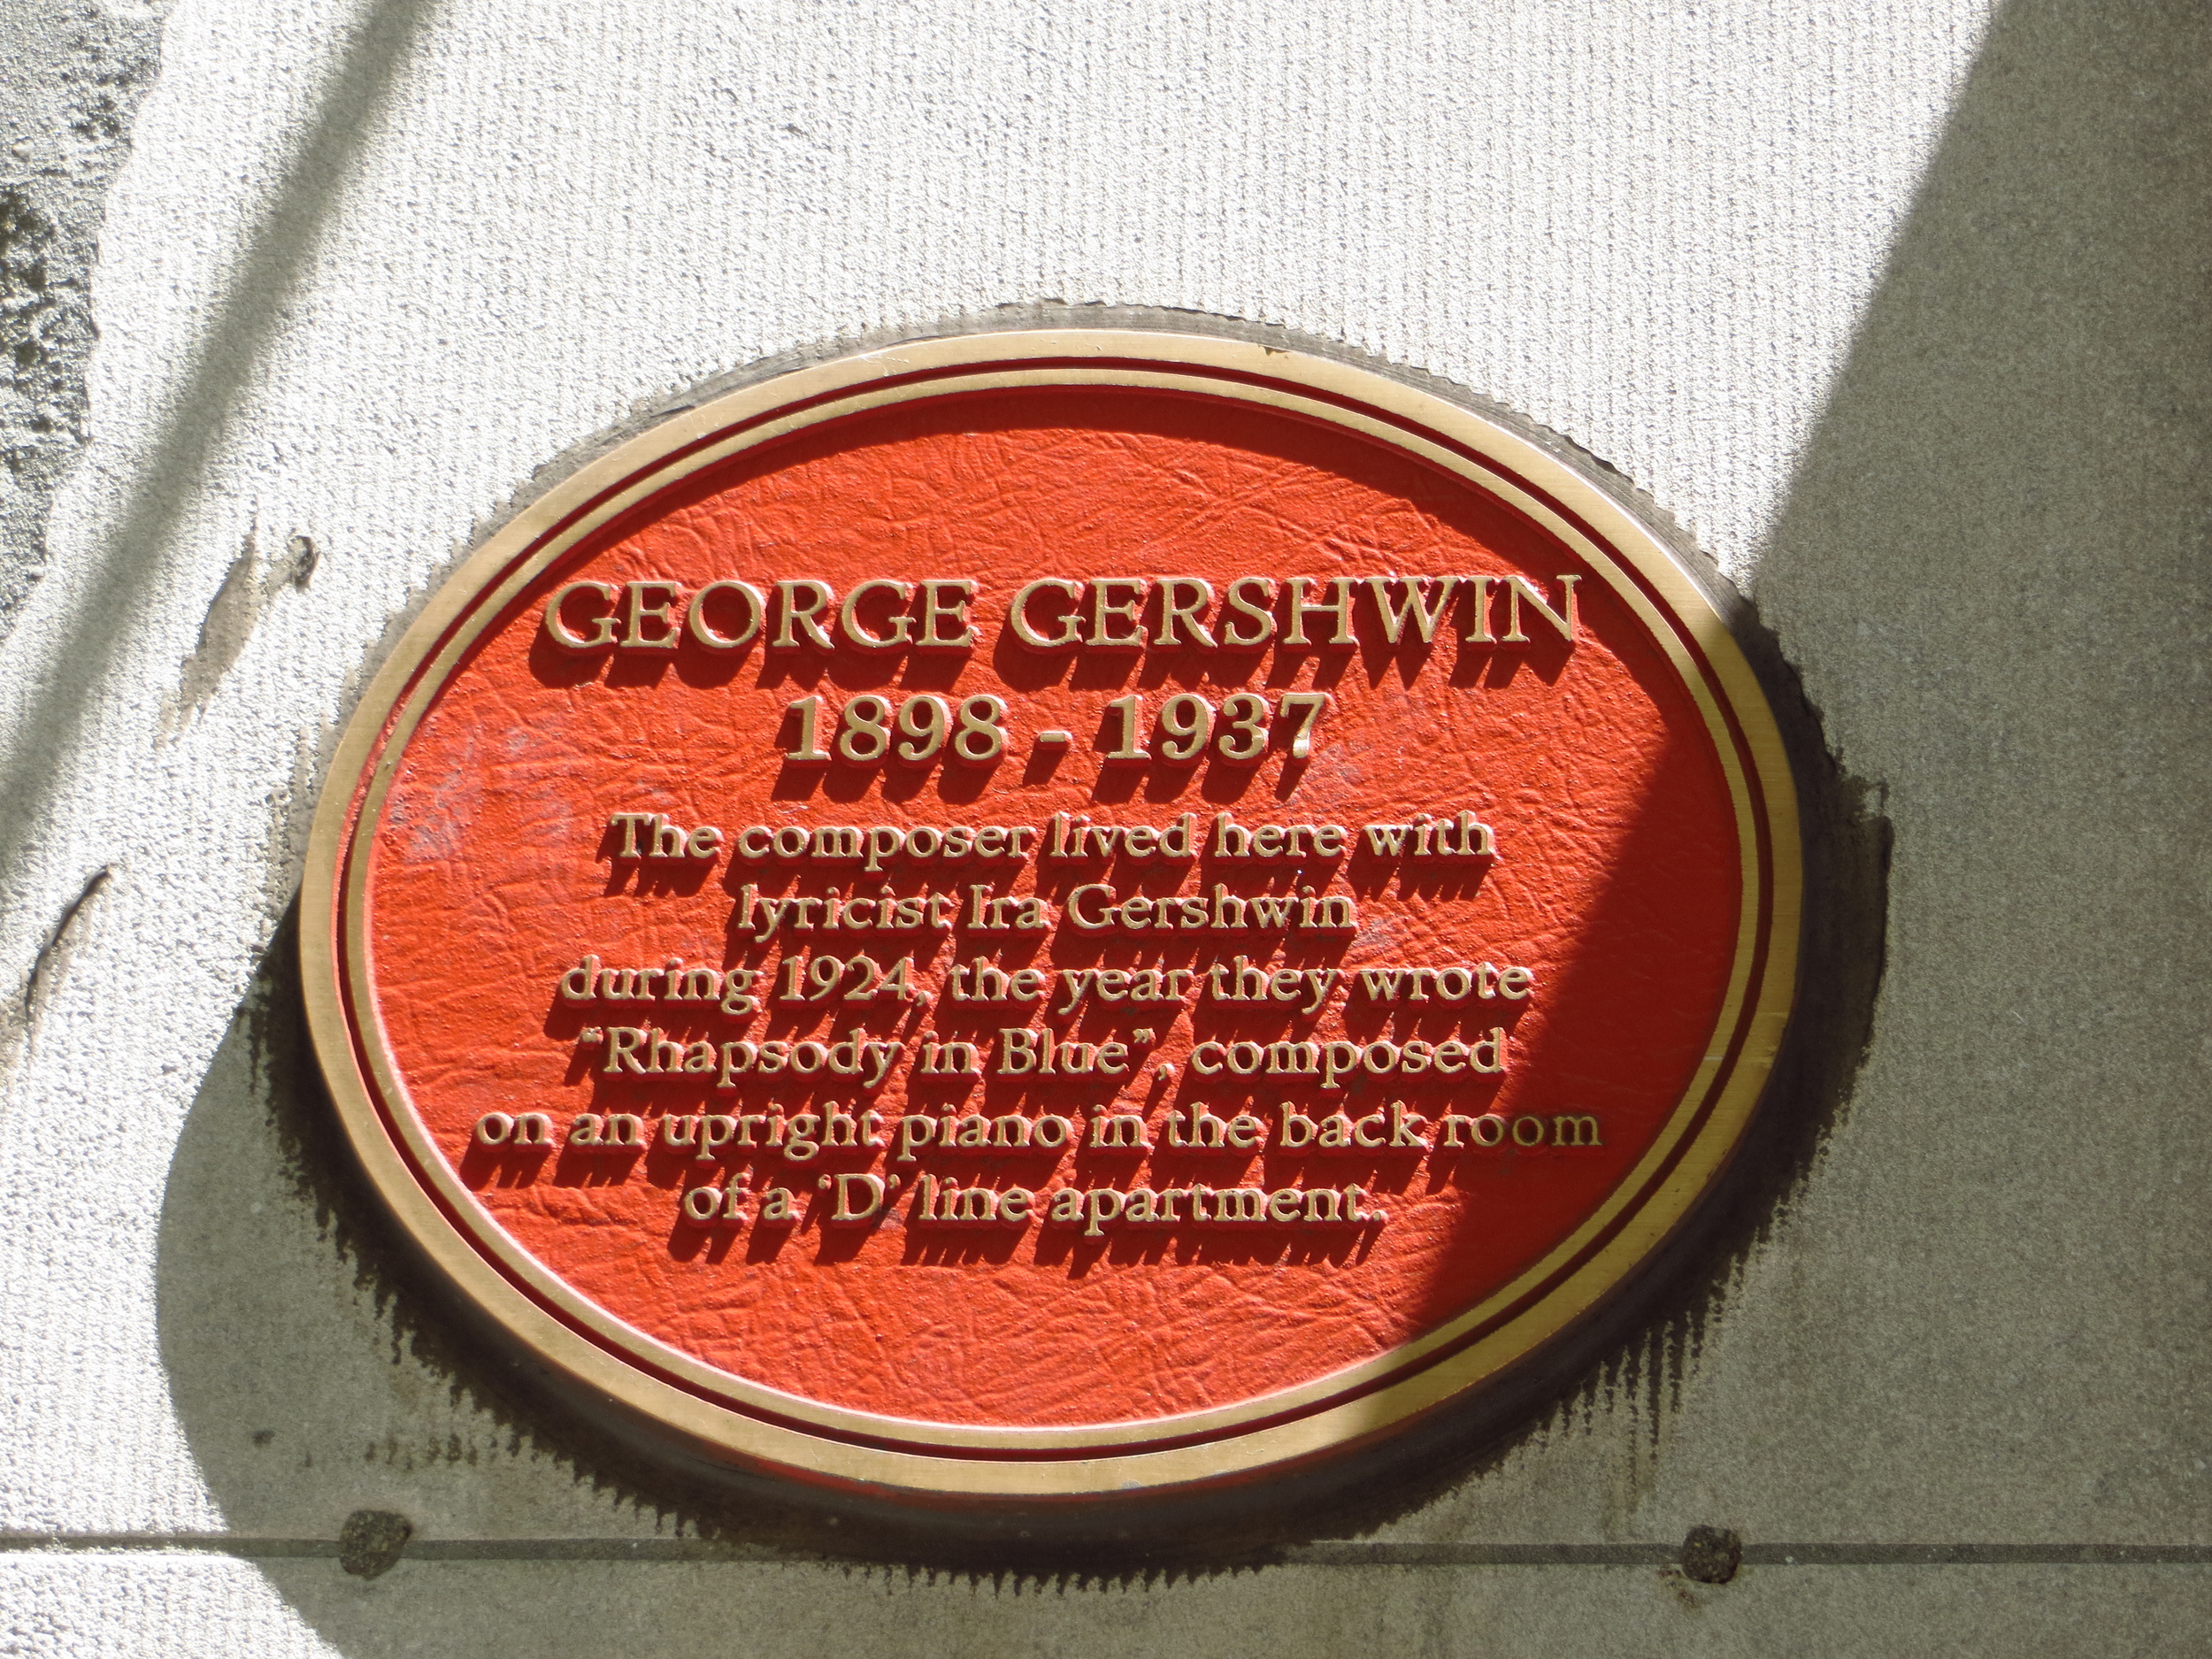 GEORGE GERSHWIN
1898 - 1937
The composer lived here with
lyricist Ira Gershwin
during 1924, the year they wrote
“Rhapsody in Blue”, composed
on an upright piano in the back room
of a ‘D’ line apartment.